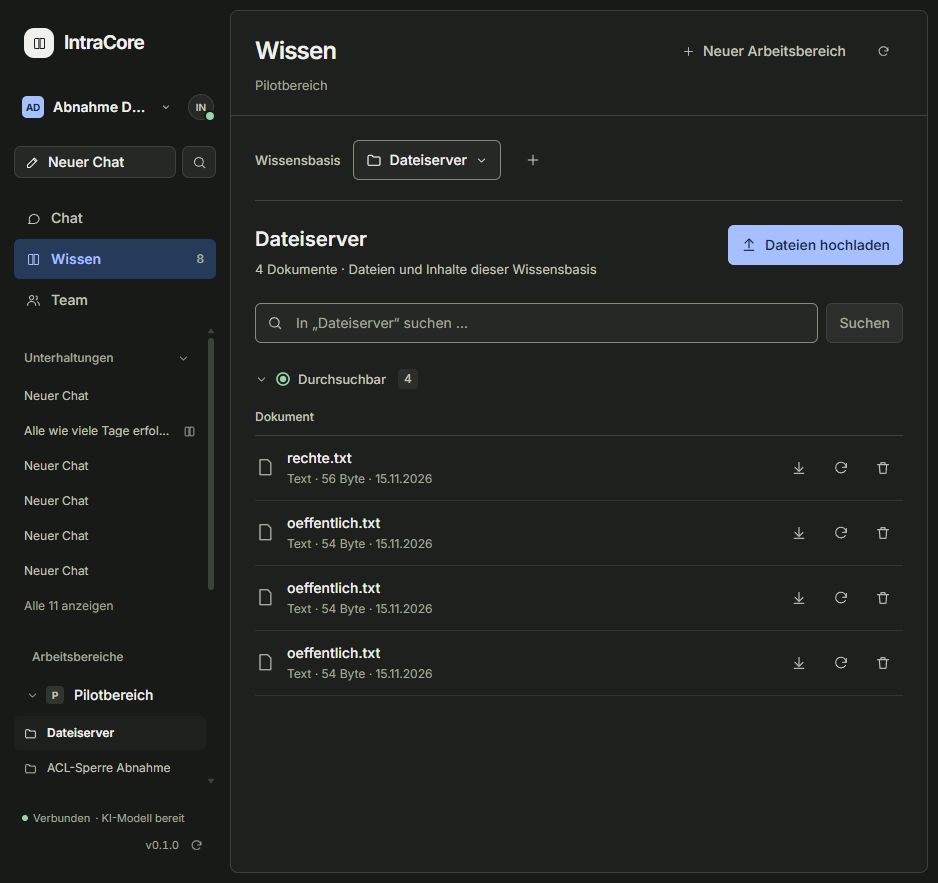 IntraCore
AD Abnahme D... IN
Neuer Chat
Chat
Wissen 8
Team
Unterhaltungen
Neuer Chat
Alle wie viele Tage erfol...
Neuer Chat
Neuer Chat
Neuer Chat
Neuer Chat
Alle 11 anzeigen
Arbeitsbereiche
P Pilotbereich
Dateiserver
ACL-Sperre Abnahme
Verbunden · KI-Modell bereit
v0.1.0
Wissen
Neuer Arbeitsbereich
Pilotbereich
Wissensbasis Dateiserver
Dateiserver
Dateien hochladen
4 Dokumente · Dateien und Inhalte dieser Wissensbasis
In „Dateiserver“ suchen ...
Suchen
Durchsuchbar 4
Dokument
rechte.txt
Text · 56 Byte · 15.11.2026
oeffentlich.txt
Text · 54 Byte · 15.11.2026
oeffentlich.txt
Text · 54 Byte · 15.11.2026
oeffentlich.txt
Text · 54 Byte · 15.11.2026